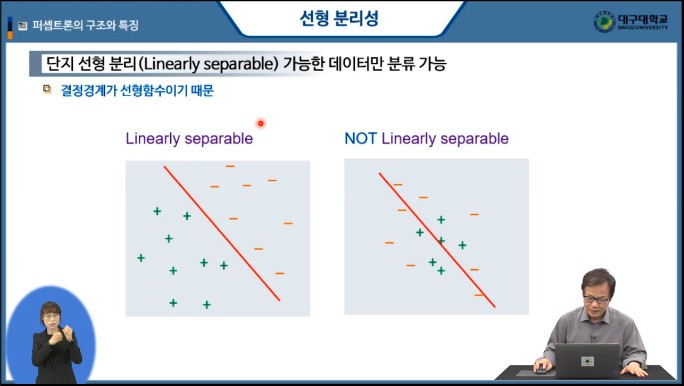 퍼셉트론의 구조와 특징
선형 분리성
대구대학교
DAEGU UNIVERSITY
단지 선형 분리(Linearly separable) 가능한 데이터만 분류 가능
결정경계가 선형함수이기 때문
Linearly separable
NOT Linearly separable